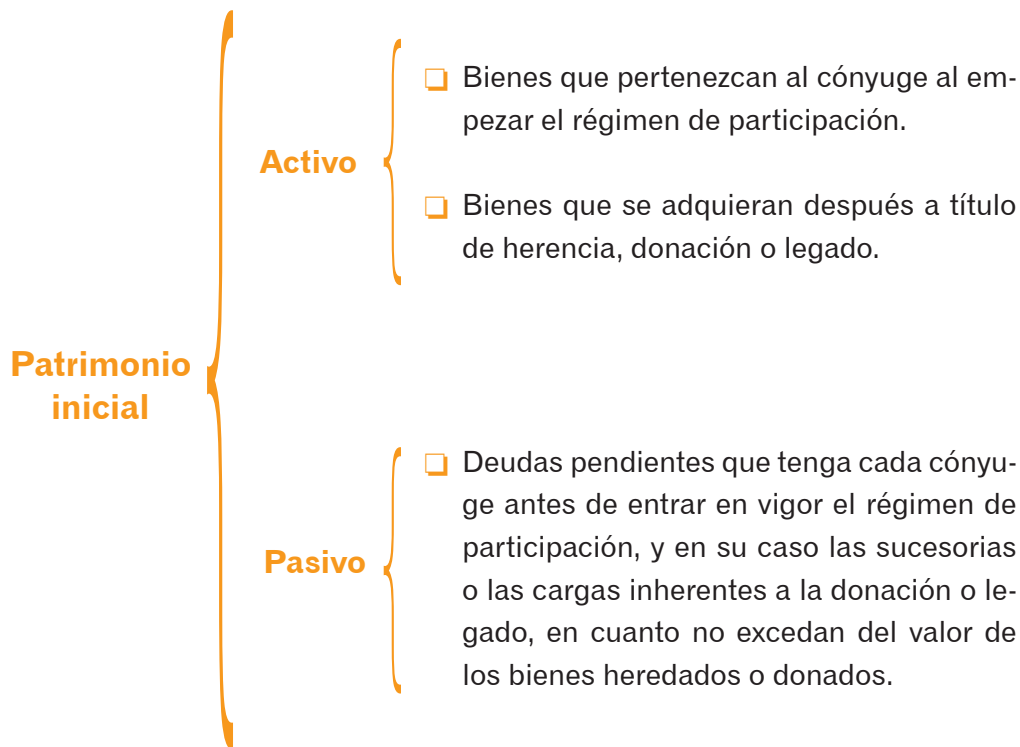 Patrimonio
inicial
Activo
❏ Bienes que pertenezcan al cónyuge al em-
pezar el régimen de participación.
❏ Bienes que se adquieran después a título
de herencia, donación o legado.
Pasivo
❏ Deudas pendientes que tenga cada cónyu-
ge antes de entrar en vigor el régimen de
participación, y en su caso las sucesorias
o las cargas inherentes a la donación o le-
gado, en cuanto no excedan del valor de
los bienes heredados o donados.